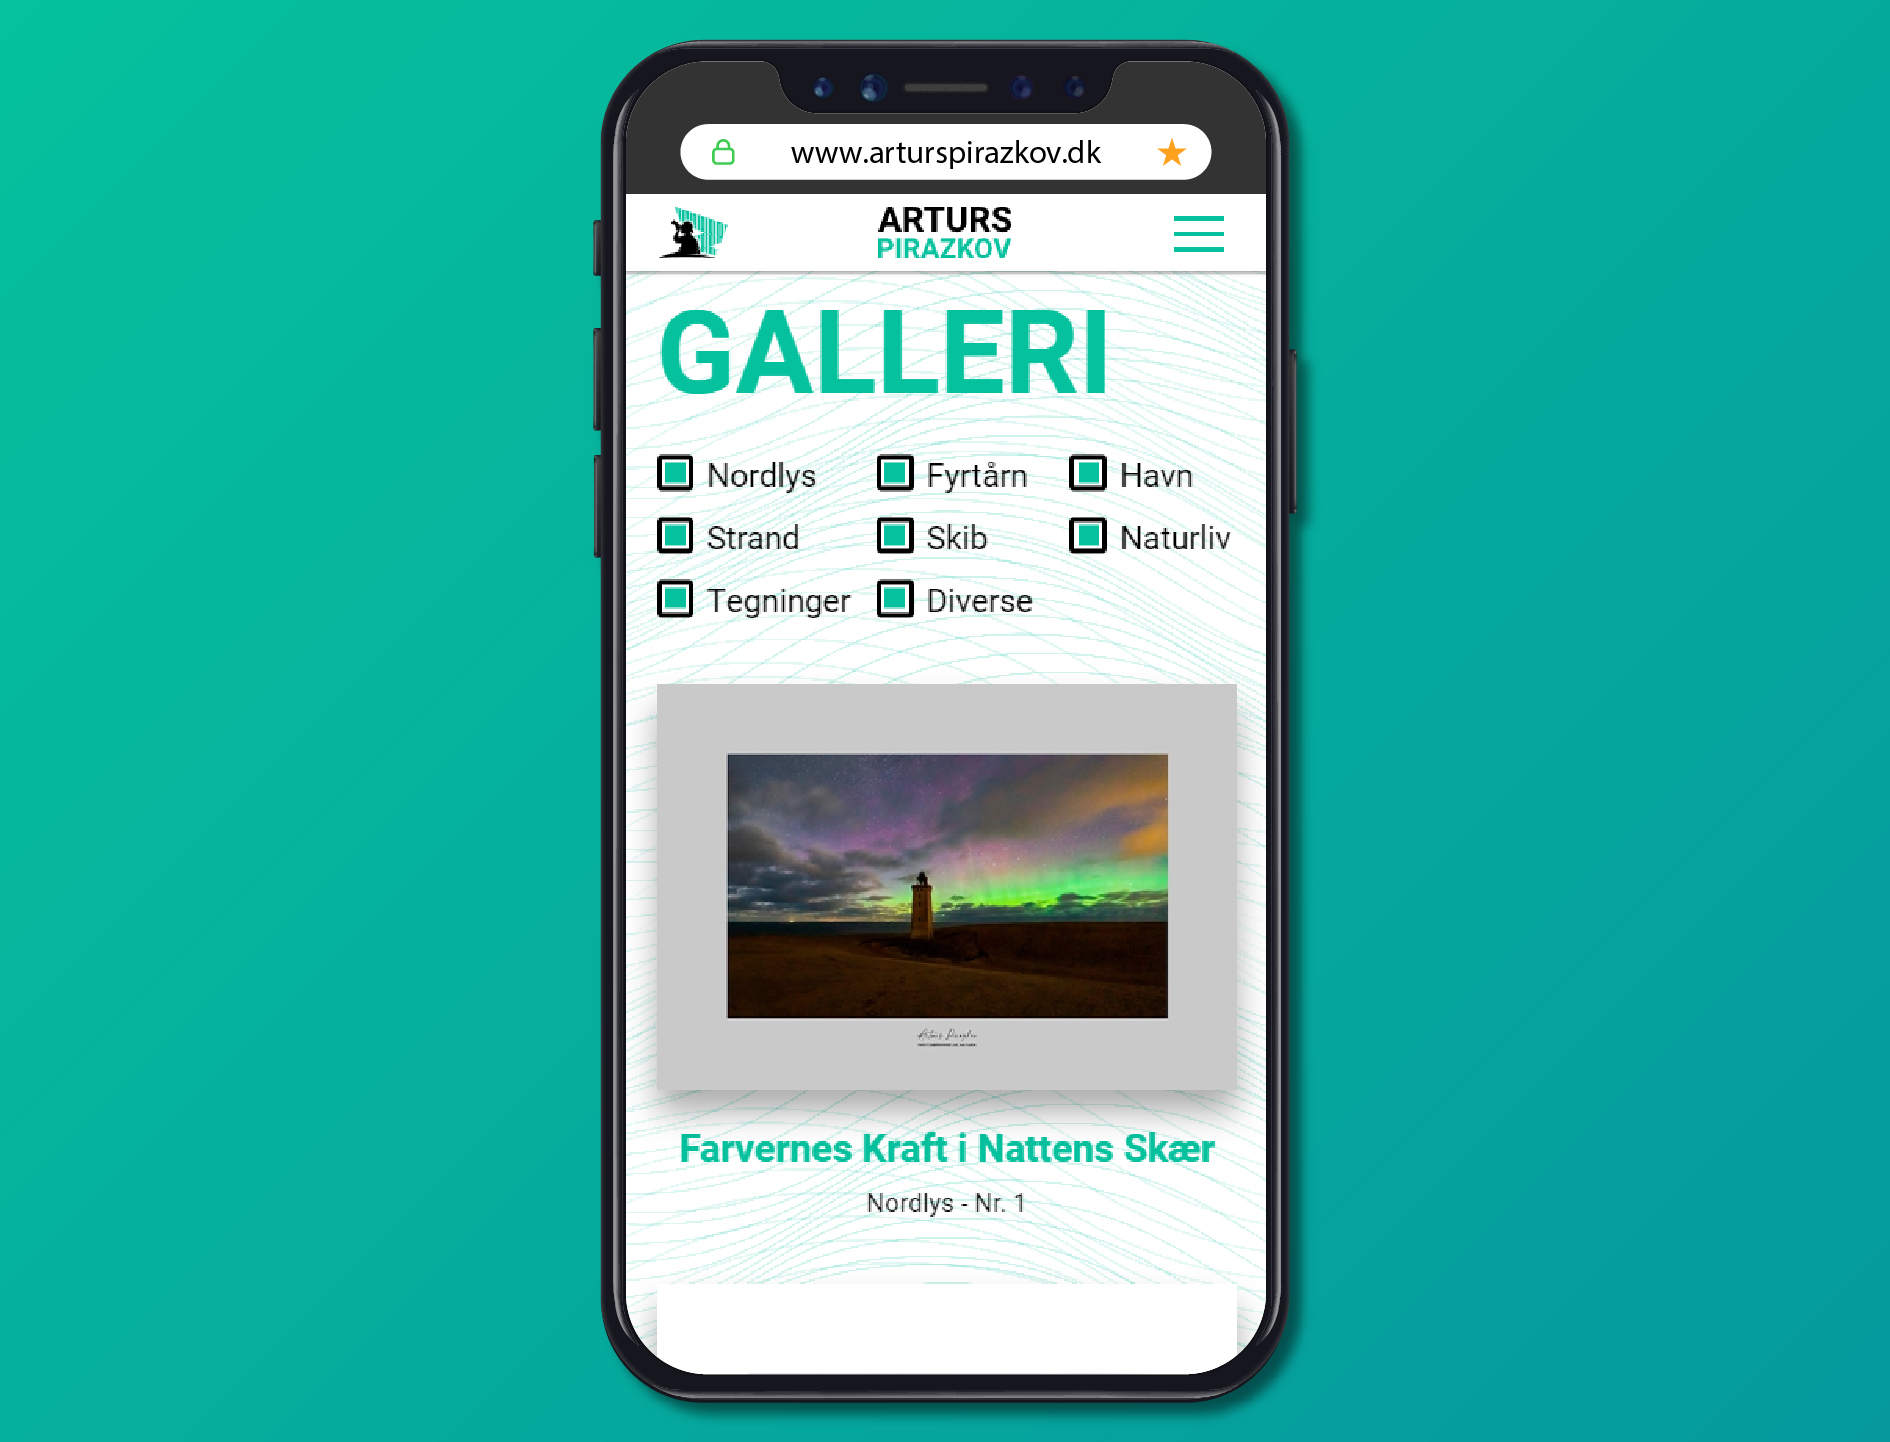 www.arturspirazkov.dk
ARTURS
PIRAZKOV
GALLERI
Nordlys Fyrtårn Havn
Strand Skib Naturliv
Tegninger Diverse
Farvernes Kraft i Nattens Skær
Nordlys - Nr. 1